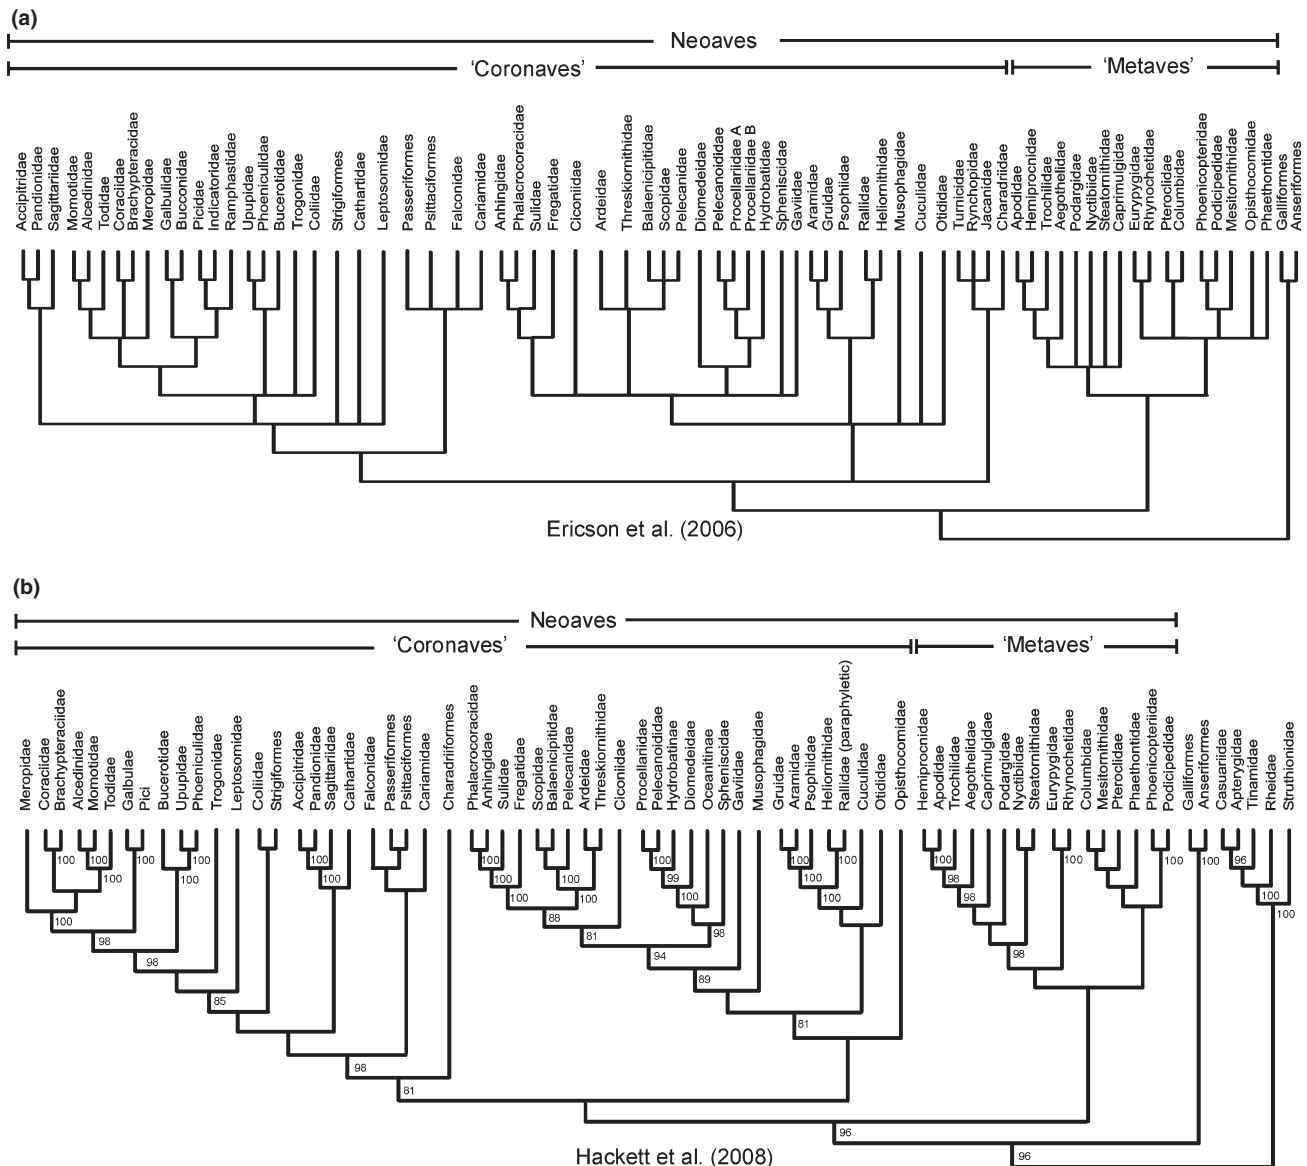 (a)
Neoaves
‘Coronaves’
‘Metaves’
Accipitridae
Pandionidae
Sagittariidae
Momotidae
Alcedinidae
Todidae
Coraciidae
Brachypteracidae
Meropidae
Galbulidae
Bucconidae
Picidae
Indicatoridae
Ramphastidae
Upupidae
Phoeniculidae
Bucerotidae
Trogonidae
Coliidae
Strigiformes
Cathartidae
Leptosomidae
Passeriformes
Psittaciformes
Falconidae
Cariamidae
Anhingidae
Phalacrocoracidae
Sulidae
Fregatidae
Ciconiidae
Ardeidae
Threskiornithidae
Balaenicipitidae
Scopidae
Pelecanidae
Diomedeidae
Pelecanoididae
Procellariidae A
Procellariidae B
Hydrobatidae
Spheniscidae
Gaviidae
Aramidae
Gruidae
Psophiidae
Rallidae
Heliornithidae
Musophagidae
Cuculidae
Otididae
Turnicidae
Rynchopidae
Jacanidae
Charadriidae
Apodidae
Hemiprocnidae
Trochilidae
Aegothelidae
Podargidae
Nyctibiidae
Steatornithidae
Caprimulgidae
Eurypygidae
Rhynochetidae
Pteroclidae
Columbidae
Phoenicopteridae
Podicipedidae
Mesitornithidae
Opisthocomidae
Phaethontidae
Galliformes
Anseriformes
Ericson et al. (2006)
(b)
Neoaves
‘Coronaves’
‘Metaves’
Meropidae
Coraciidae
Brachypteraciidae
Alcedinidae
Momotidae
Todidae
Galbulae
Pici
Bucerotidae
Upupidae
Phoeniculidae
Trogonidae
Leptosomidae
Coliidae
Strigiformes
Accipitridae
Pandionidae
Sagittariidae
Cathartidae
Falconidae
Passeriformes
Psittaciformes
Cariamidae
Charadriiformes
Phalacrocoracidae
Anhingidae
Sulidae
Fregatidae
Scopidae
Balaenicipitidae
Pelecanidae
Ardeidae
Threskiornithidae
Ciconiidae
Procellariidae
Pelecanoididae
Hydrobatinae
Diomedeidae
Oceanitinae
Spheniscidae
Gaviidae
Musophagidae
Gruidae
Aramidae
Psophiidae
Heliornithidae
Rallidae (paraphyletic)
Cuculidae
Otididae
Opisthocomidae
Hemiprocnidae
Apodidae
Trochilidae
Aegothelidae
Caprimulgidae
Podargidae
Nyctibiidae
Steatornithidae
Eurypygidae
Rhynochetidae
Columbidae
Mesitornithidae
Pteroclidae
Phaethontidae
Phoenicopteriidae
Podicipedidae
Galliformes
Anseriformes
Casuariidae
Apterygidae
Tinamidae
Rheidae
Struthionidae
100 100 100 100 100 100 100 100 100 100 100 100 96
100 100 100 100 99 100 98 100
100 100 100 100 98 100
100 88 98
98 81 98
98 94
85 89
81
98
81
96
96
Hackett et al. (2008)